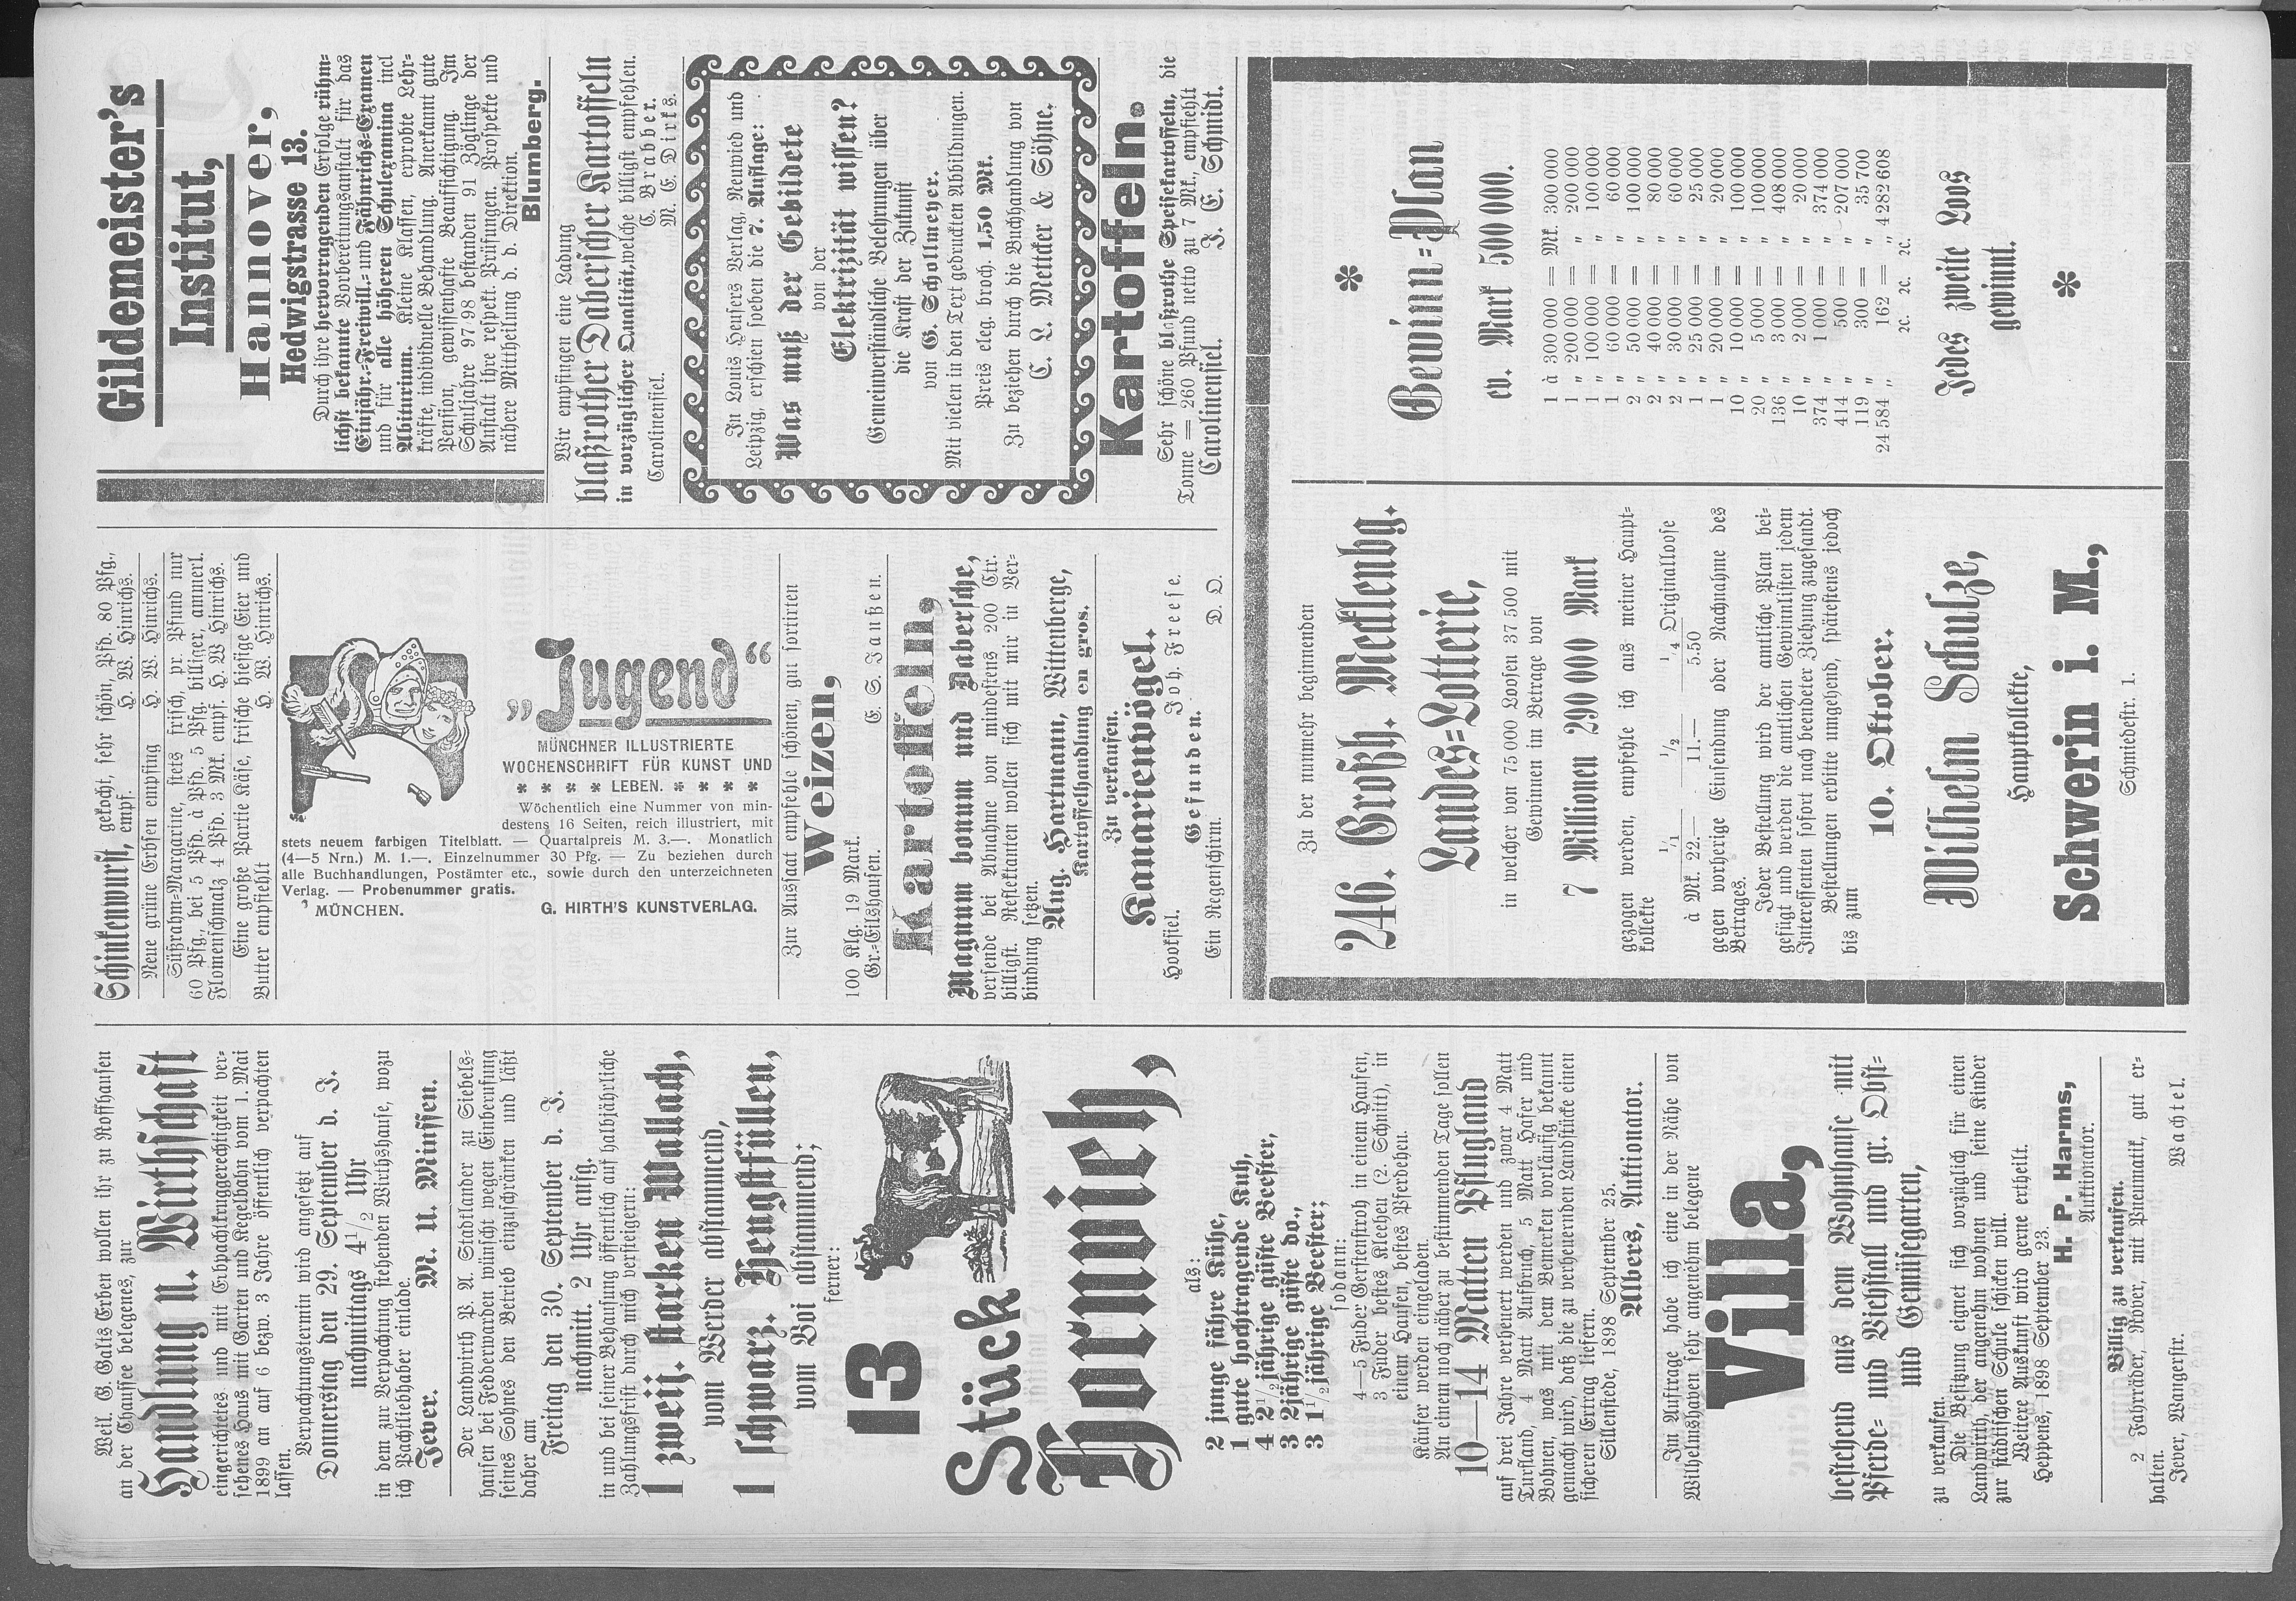 Weil. G. Galts Erben wollen ihr zu Roffhausen
an der Chaussee belegenes, zur
Handlung u. Wirthschaft
eingerichtetes und mit Erbpachtkruggerechtigkeit ver-
sehenes Haus mit Garten und Kegelbahn vom 1. Mai
1899 an auf 6 bezw. 3 Jahre öffentlich verpachten
lassen.
Verpachtungstermin wird angesetzt auf
Donnerstag den 29. September d. J.
nachmittags 4 1/2 Uhr
in dem zur Verpachtung stehenden Wirthshause, wozu
ich Pachtliebhaber einlade.
Jever. M. U. Minssen.
Der Landwirth P. A. Stadtlander zu Siebels-
hausen bei Fedderwarden wünscht wegen Einberufung
seines Sohnes den Betrieb einzuschränken und läßt
daher am
Freitag den 30. September d. J.
nachmitt. 2 Uhr anfg.
in und bei seiner Behausung öffentlich auf halbjährliche
Zahlungsfrist durch mich versteigern:
1 zweij. starken Wallach,
vom Werder abstammend,
1 schwarz. Hengstfüllen,
von Boi abstammend;
ferner:
13
Stück
Hornvieh,
als:
2 junge fähre Kühe,
1 gute hochtragende Kuh,
4 2 1/2 jährige güste Beester,
3 2jährige güste do.,
3 1 1/2 jährige Beester;
sodann:
4—5 Fuder Gerstenstroh in einem Haufen,
3 Fuder bestes Kleeheu (2. Schnitt), in
einem Haufen, bestes Pferdeheu.
Käufer werden eingeladen.
An einem noch näher zu bestimmenden Tage sollen
10—14 Matten Pflugland
auf drei Jahre verheuert werden und zwar 4 Matt
Turfland, 4 Matt Aufbruch, 5 Matt Hafer und
Bohnen, was mit dem Bemerken vorläufig bekannt
gemacht wird, daß die zu verheuernden Landstücke einen
sicheren Ertrag liefern.
Sillenstede, 1898 September 25.
Albers, Auktionator.
Im Auftrage habe ich eine in der Nähe von
Wilhelmshaven sehr angenehm belegene
Villa,
bestehend aus dem Wohnhause mit
Pferde- und Viehstall und gr. Obst-
und Gemüsegarten,
zu verkaufen.
Die Besitzung eignet sich vorzüglich für einen
Landwirth, der angenehm wohnen und seine Kinder
zur städtischen Schule schicken will.
Weitere Auskunft wird gerne ertheilt.
Heppens, 1898 September 23.
H. P. Harms,
Auktionator.
Billig zu verkaufen.
2 Fahrräder, Rover, mit Pneumatik, gut er-
halten.
Jever, Wangerstr. Wachtel.
Schinkenwurst, gekocht, sehr schön, Pfd. 80 Pfg.,
empf. H. W. Hinrichs.
Neue grüne Erbsen empfing H. W. Hinrichs.
Süßrahm-Margarine, stets frisch, pr. Pfund nur
60 Pfg., bei 5 Pfd. à Pfd. 5 Pfg. billiger, ammerl.
Flomenschmalz 4 Pfd. 3 Mk. empf. H. W Hinrichs.
Eine große Partie Käse, frische hiesige Eier und
Butter empfiehlt H. W. Hinrichs.
„Jugend“
MÜNCHNER ILLUSTRIERTE
WOCHENSCHRIFT FÜR KUNST UND
* * * * LEBEN. * * * * *
Wöchentlich eine Nummer von min-
destens 16 Seiten, reich illustriert, mit
stets neuem farbigen Titelblatt. — Quartalpreis M. 3.—. Monatlich
(4—5 Nrn.) M. 1.—. Einzelnummer 30 Pfg. — Zu beziehen durch
alle Buchhandlungen, Postämter etc., sowie durch den unterzeichneten
Verlag. — Probenummer gratis.
MÜNCHEN. G. HIRTH'S KUNSTVERLAG.
Zur Aussaat empfehle schönen, gut sortirten
Weizen,
100 Klg. 19 Mark.
Gr.-Eilshausen. E. S. Janßen.
Kartoffeln,
Magnum bonum und Dabersche,
versende bei Abnahme von mindestens 200 Ctr.
billigst. Reflektanten wollen sich mit mir in Ver-
bindung setzen.
Aug. Hartmann, Wittenberge,
Kartoffelhandlung en gros.
Zu verkaufen.
Kanarienvögel.
Hooksiel. Joh. Freese.
Gefunden.
Ein Regenschirm. D. O.
Gildemeister's
Institut,
Hannover,
Hedwigstrasse 13.
Durch ihre hervorragenden Erfolge rühm-
lichst bekannte Vorbereitungsanstalt für das
Einjähr.-Freiwill.- und Fähnrichs-Examen
und für alle höheren Schulexamina incl
Abiturium. Kleine Klassen, erprobte Lehr-
kräfte, individuelle Behandlung. Anerkannt gute
Pension, gewissenhafte Beaufsichtigung. Im
Schuljahre 97-98 bestanden 91 Zöglinge der
Anstalt ihre respekt. Prüfungen. Prospekte und
nähere Mittheilung d. d. Direktion.
Blumberg.
Wir empfingen eine Ladung
blaßrother Daberscher Kartoffeln
in vorzüglicher Qualität, welche billigst empfehlen.
Carolinensiel. T. Brabber.
M. E. Dirks.
In Louis Heusers Verlag, Neuwied und
Leipzig, erschien soeben die 7. Auflage:
Was muß der Gebildete
von der
Elektrizität wissen?
Gemeinverständliche Belehrungen über
die Kraft der Zukunft
von G. Schollmeyer.
Mit vielen in den Text gedruckten Abbildungen.
Preis eleg. broch. 1,50 Mk.
Zu beziehen durch die Buchhandlung von
C. L. Mettcker & Söhne.
Kartoffeln.
Sehr schöne blaßrothe Speisekartoffeln, die
Tonne = 260 Pfund netto zu 7 Mk., empfiehlt
Carolinensiel. J. E. Schmidt.
Zu der nunmehr beginnenden
246. Großh. Mecklenbg.
Landes-Lotterie,
in welcher von 75 000 Loosen 37 500 mit
Gewinnen im Betrage von
7 Millionen 290 000 Mark
gezogen werden, empfehle ich aus meiner Haupt-
kollekte
1/1 1/2 1/4 Originalloose
à Mk. 22.— 11.— 5.50
gegen vorherige Einsendung oder Nachnahme des
Betrages.
Jeder Bestellung wird der amtliche Plan bei-
gefügt und werden die amtlichen Gewinnlisten jedem
Interessenten sofort nach beendeter Ziehung zugesandt.
Bestellungen erbitte umgehend, spätestens jedoch
bis zum
10. Oktober.
Wilhelm Schulze,
Hauptkollekte,
Schwerin i. M.,
Schmiedestr. 1.
*
Gewinn-Plan
ev. Mark 500 000.
1 à 300 000 = Mk. 300 000
1 „ 200 000 = „ 200 000
1 „ 100 000 = „ 100 000
1 „ 60 000 = „ 60 000
2 „ 50 000 = „ 100 000
2 „ 40 000 = „ 80 000
2 „ 30 000 = „ 60 000
1 „ 25 000 = „ 25 000
1 „ 20 000 = „ 20 000
10 „ 10 000 = „ 100 000
20 „ 5 000 = „ 100 000
136 „ 3 000 = „ 408 000
10 „ 2 000 = „ 20 000
374 „ 1 000 = „ 374 000
414 „ 500 = „ 207 000
119 „ 300 = „ 35 700
24 584 „ 162 = „ 4 282 608
2c. 2c. 2c.
Jedes zweite Loos
gewinnt.
*